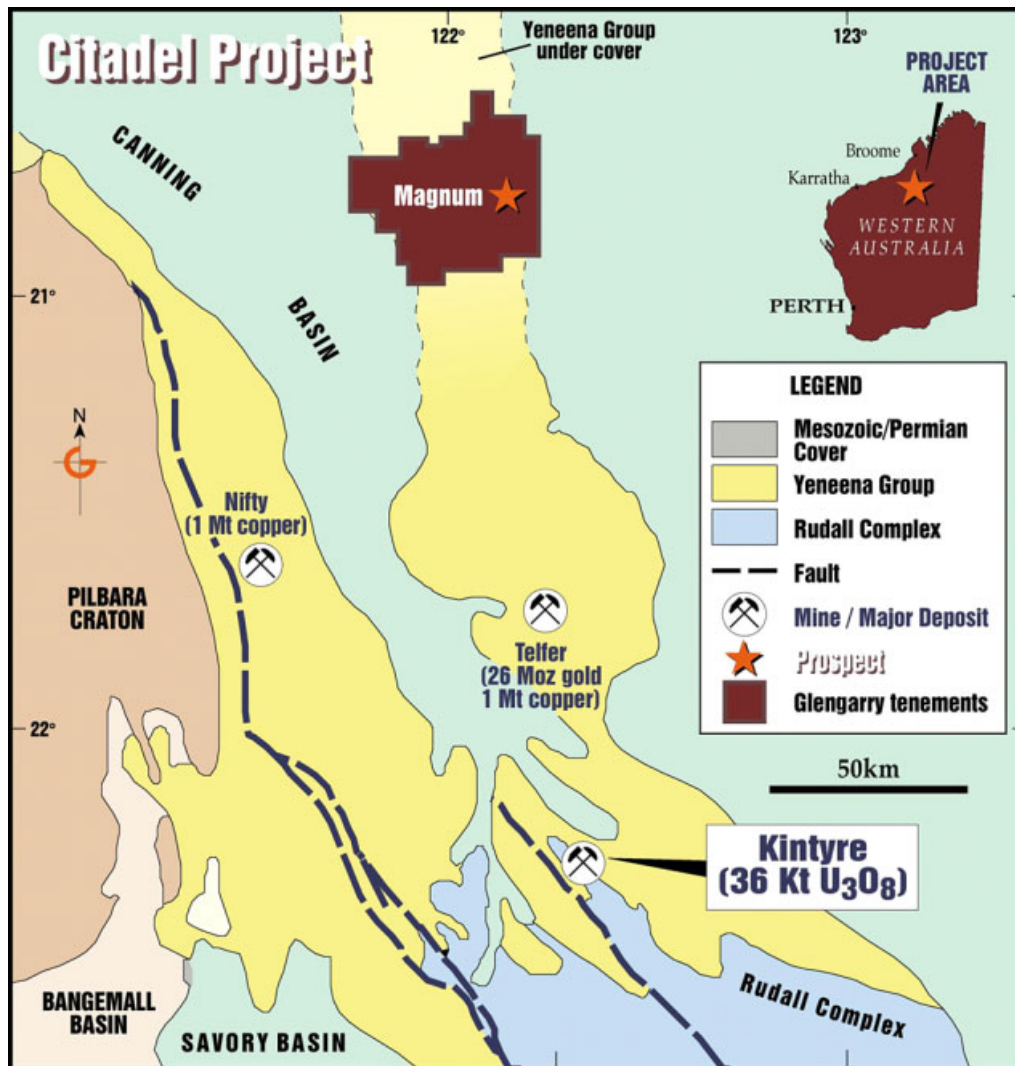 Citadel Project
122°
123°
Yeneena Group
under cover
PROJECT
AREA
CANNING
BASIN
Magnum
Broome
Karratha
WESTERN
AUSTRALIA
PERTH
21°
N
G
Nifty
(1 Mt copper)
PILBARA
CRATON
Telfer
(26 Moz gold
1 Mt copper)
LEGEND
Mesozoic/Permian
Cover
Yeneena Group
Rudall Complex
Fault
Mine / Major Deposit
Prospect
Glengarry tenements
22°
50km
Kintyre
(36 Kt U₃O₈)
Rudall Complex
BANGEMALL
BASIN
SAVORY BASIN